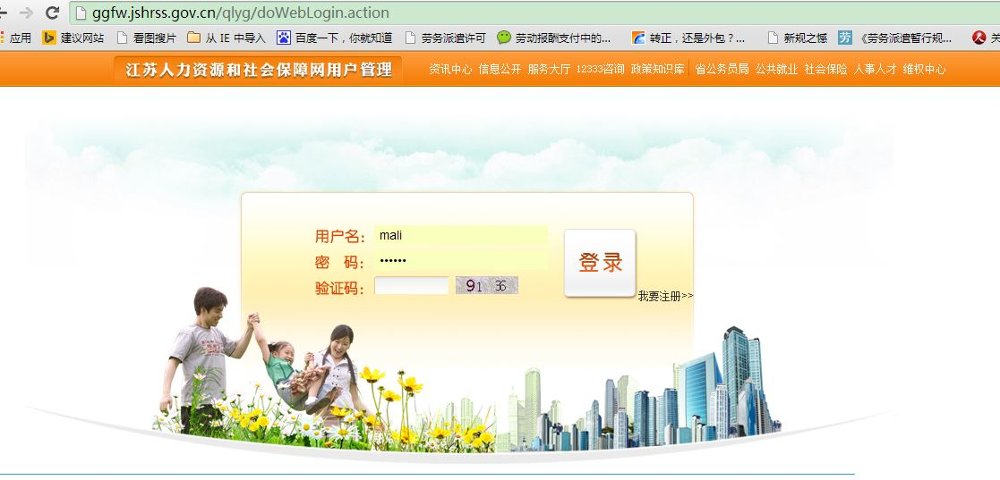 ggfw.jshrss.gov.cn/qlyg/doWebLogin.action
应用 建议网站 看图搜片 从 IE 中导入 百度一下，你就知道 劳务派遣许可 劳动报酬支付中的... 转正，还是外包？... 新规之憾 劳 《劳务派遣暂行规... 关
江苏人力资源和社会保障网用户管理 资讯中心 信息公开 服务大厅 12333咨询 政策知识库 省公务员局 公共就业 社会保险 人事人才 维权中心
用户名： mali
密 码： ••••••
登录
验证码： 91 36
我要注册>>